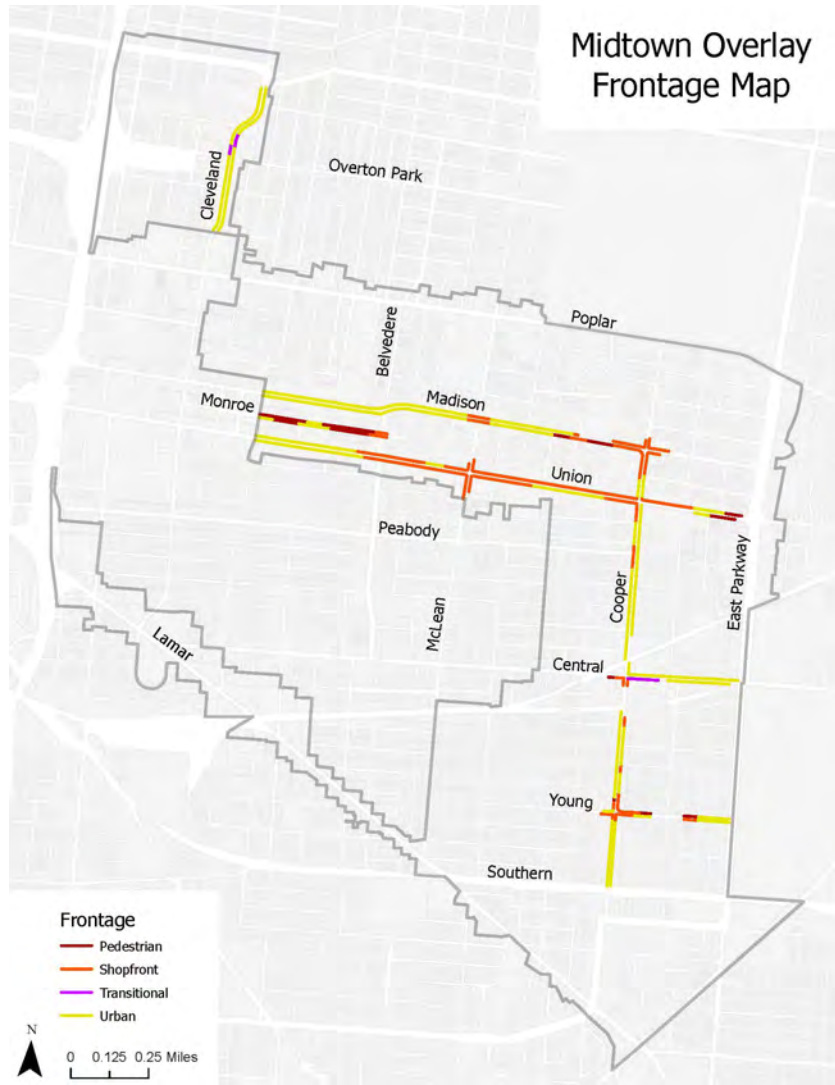 Midtown Overlay
Frontage Map
Overton Park
Cleveland
Poplar
Belvedere
Madison
Monroe
Union
Peabody
East Parkway
Cooper
McLean
Lamar
Central
Young
Southern
Frontage
Pedestrian
Shopfront
Transitional
Urban
N
0 0.125 0.25 Miles